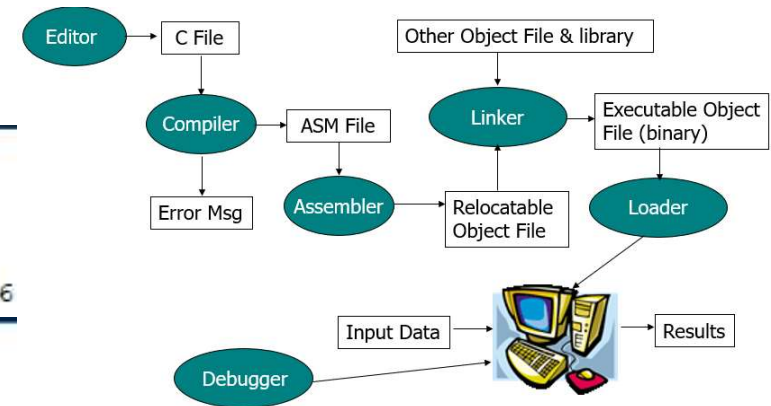 Editor
C File
Other Object File & library
Compiler
ASM File
Linker
Executable Object
File (binary)
Error Msg
Assembler
Relocatable
Object File
Loader
6
Input Data
Results
Debugger